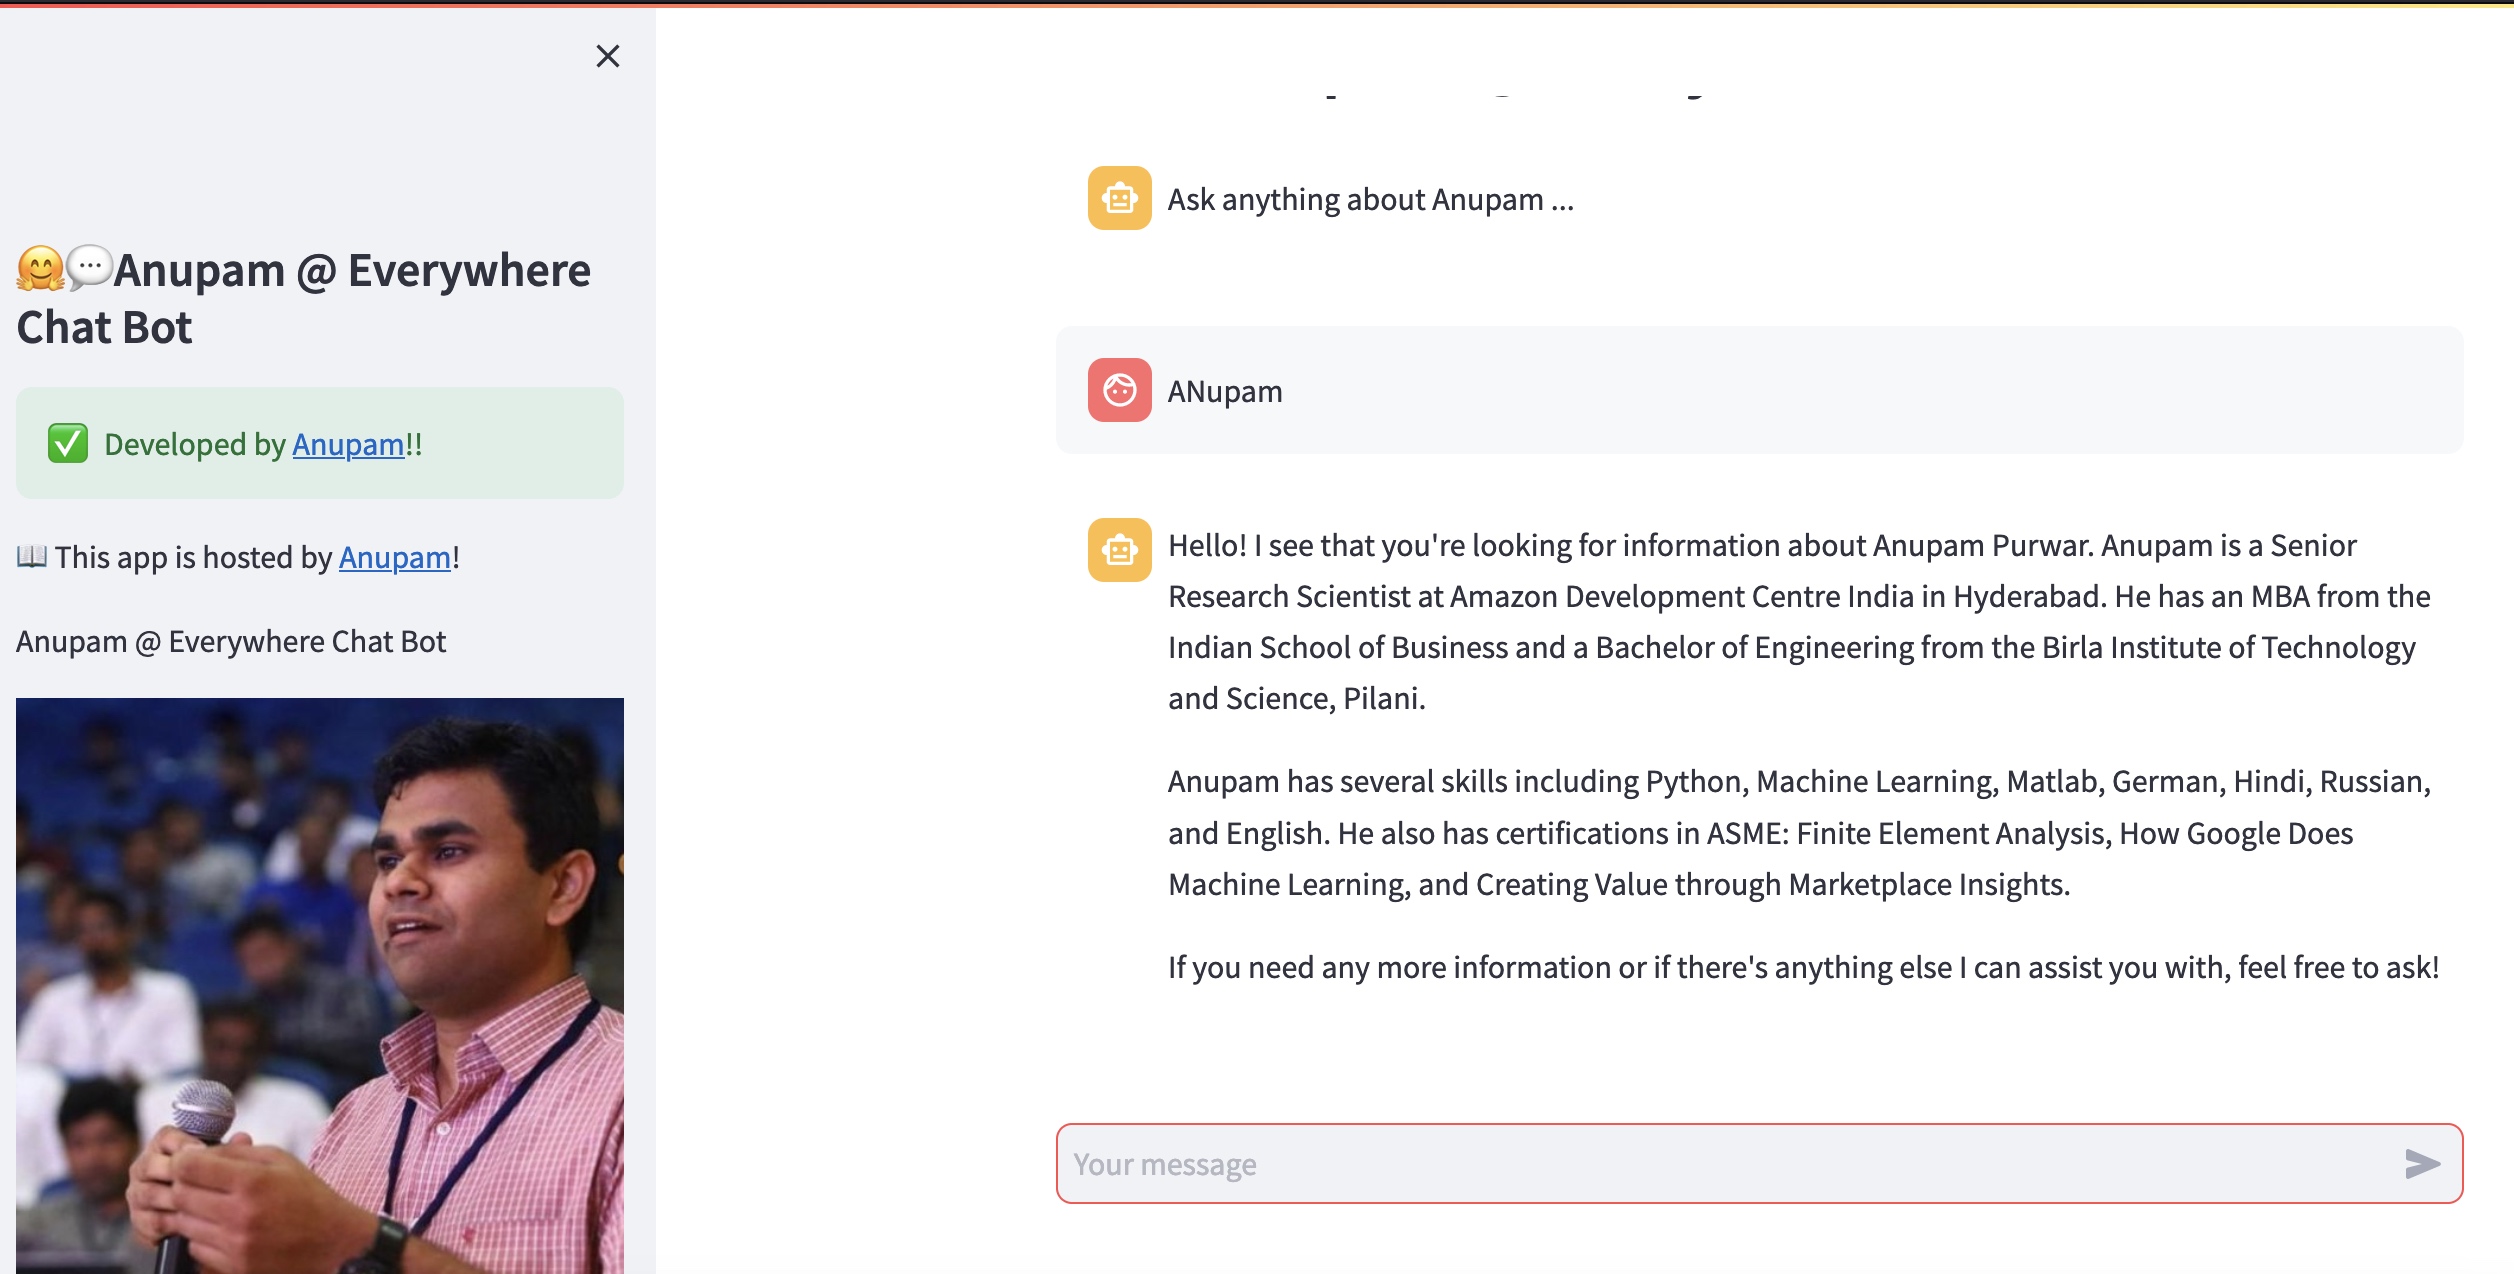 🤗💬Anupam @ Everywhere
Chat Bot
✅ Developed by Anupam!!
📖 This app is hosted by Anupam!
Anupam @ Everywhere Chat Bot
Ask anything about Anupam ...
ANupam
Hello! I see that you're looking for information about Anupam Purwar. Anupam is a Senior
Research Scientist at Amazon Development Centre India in Hyderabad. He has an MBA from the
Indian School of Business and a Bachelor of Engineering from the Birla Institute of Technology
and Science, Pilani.
Anupam has several skills including Python, Machine Learning, Matlab, German, Hindi, Russian,
and English. He also has certifications in ASME: Finite Element Analysis, How Google Does
Machine Learning, and Creating Value through Marketplace Insights.
If you need any more information or if there's anything else I can assist you with, feel free to ask!
Your message